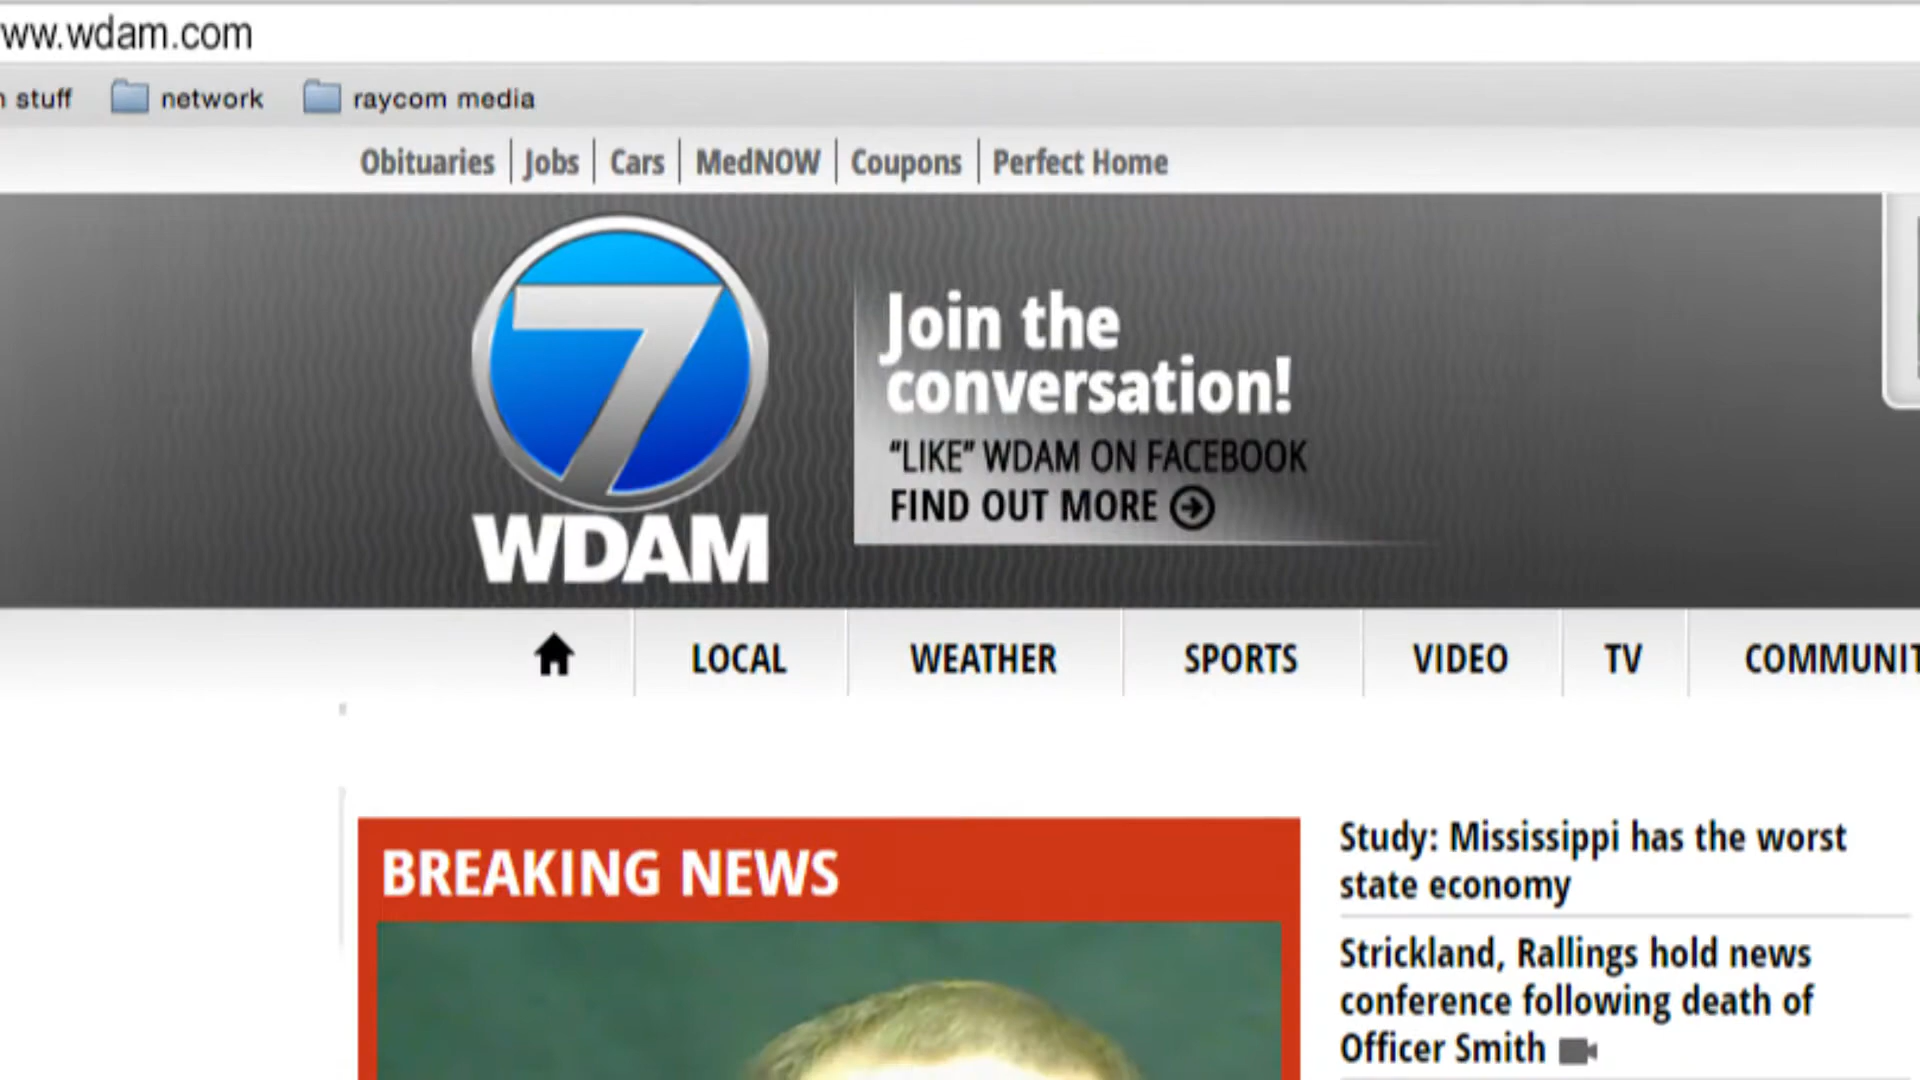 ww.wdam.com
stuff network raycom media
Obituaries Jobs Cars MedNOW Coupons Perfect Home
7
WDAM
Join the
conversation!
“LIKE” WDAM ON FACEBOOK
FIND OUT MORE
LOCAL WEATHER SPORTS VIDEO TV COMMUNIT
BREAKING NEWS
Study: Mississippi has the worst
state economy
Strickland, Rallings hold news
conference following death of
Officer Smith